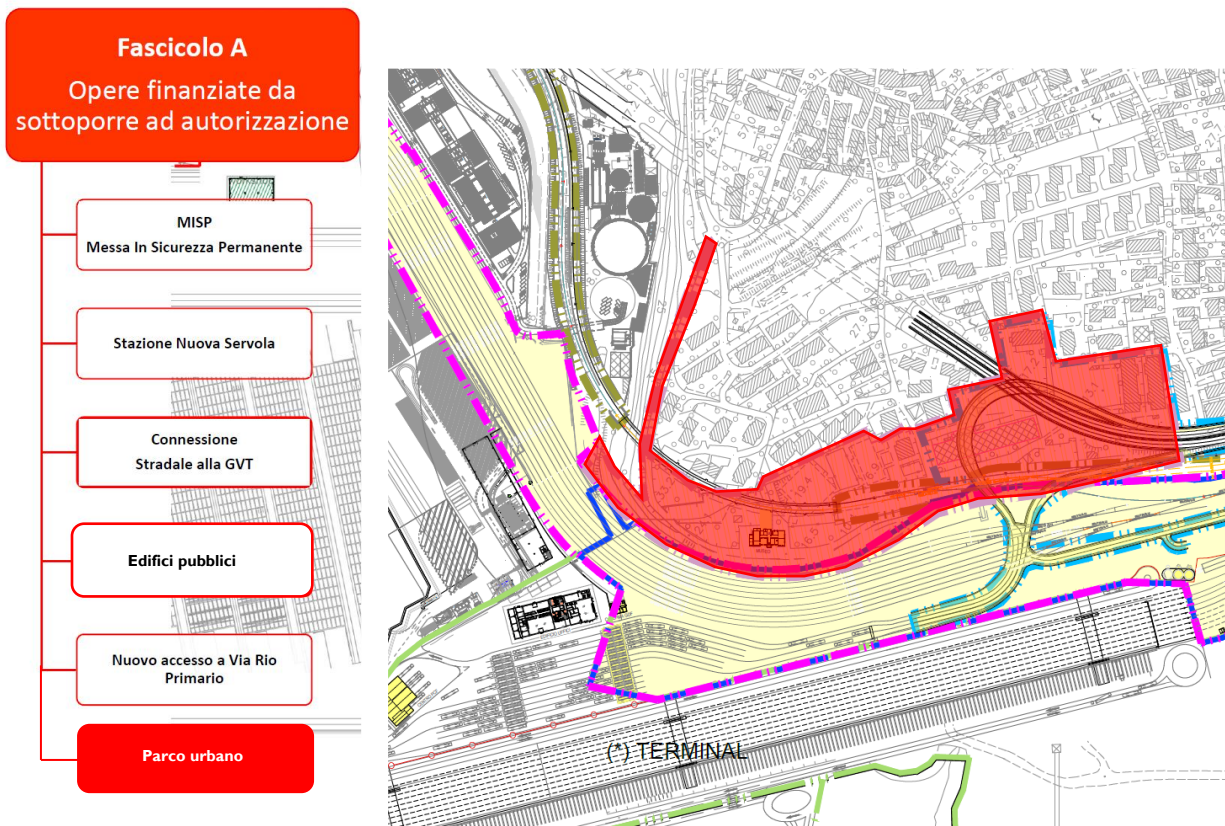 Fascicolo A
Opere finanziate da
sottoporre ad autorizzazione
MISP
Messa In Sicurezza Permanente
Stazione Nuova Servola
Connessione
Stradale alla GVT
Edifici pubblici
Nuovo accesso a Via Rio
Primario
Parco urbano
(*) TERMINAL